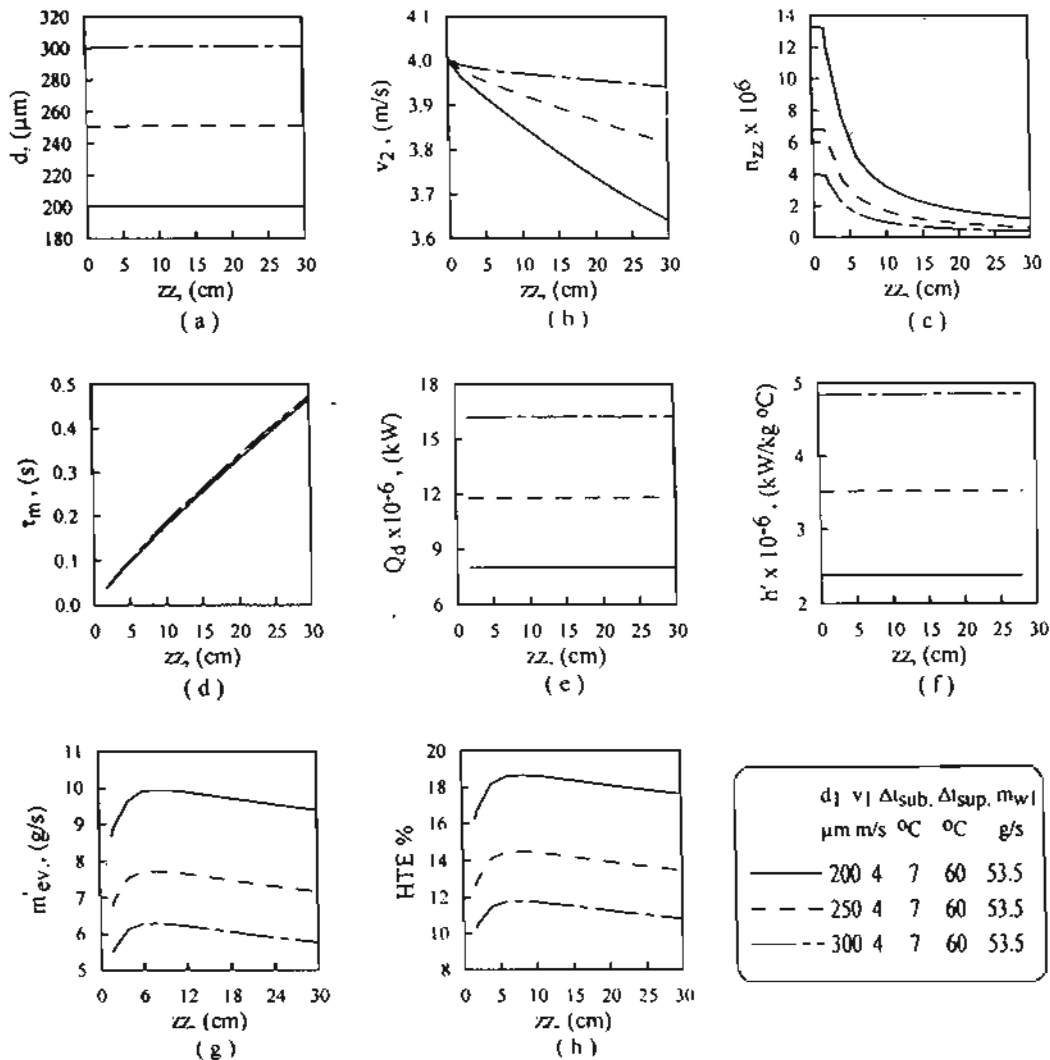 d, (μm)
320
300
280
260
240
220
200
180
0 5 10 15 20 25 30
zz, (cm)
( a )
v2 , (m/s)
4.1
4.0
3.9
3.8
3.7
3.6
0 5 10 15 20 25 30
zz, (cm)
( b )
nzz x 10⁶
14
12
10
8
6
4
2
0
0 5 10 15 20 25 30
zz, (cm)
( c )
τm , (s)
0.5
0.4
0.3
0.2
0.1
0.0
0 5 10 15 20 25 30
zz, (cm)
( d )
Qd x10-6 , (kW)
18
15
12
9
6
0 5 10 15 20 25 30
zz, (cm)
( e )
h' x 10-6 , (kW/kg °C)
5
4
3
2
0 5 10 15 20 25 30
zz, (cm)
( f )
m'ev., (g/s)
11
10
9
8
7
6
5
0 6 12 18 24 30
zz, (cm)
( g )
HTE %
20
18
16
14
12
10
8
0 5 10 15 20 25 30
zz, (cm)
( h )
d1 v1 Δtsub. Δtsup. mw1
μm m/s °C °C g/s
200 4 7 60 53.5
250 4 7 60 53.5
300 4 7 60 53.5